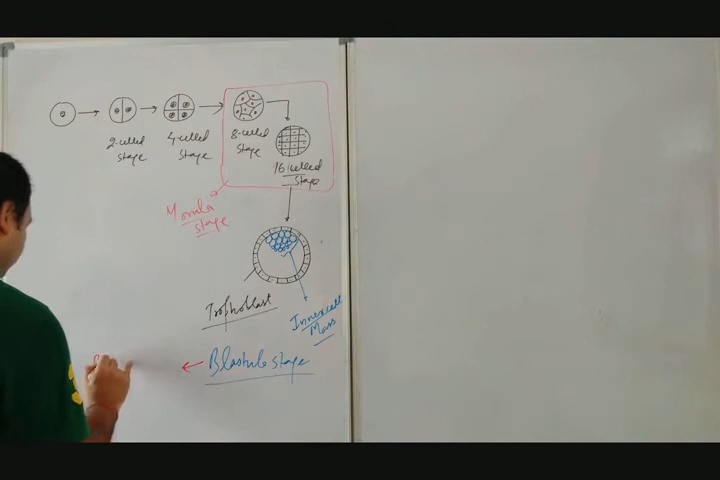 2-celled
stage
4-celled
stage
8-celled
stage
16 celled
stage
Morula
stage
Trophoblast
Inner cell
Mass
Blastula stage